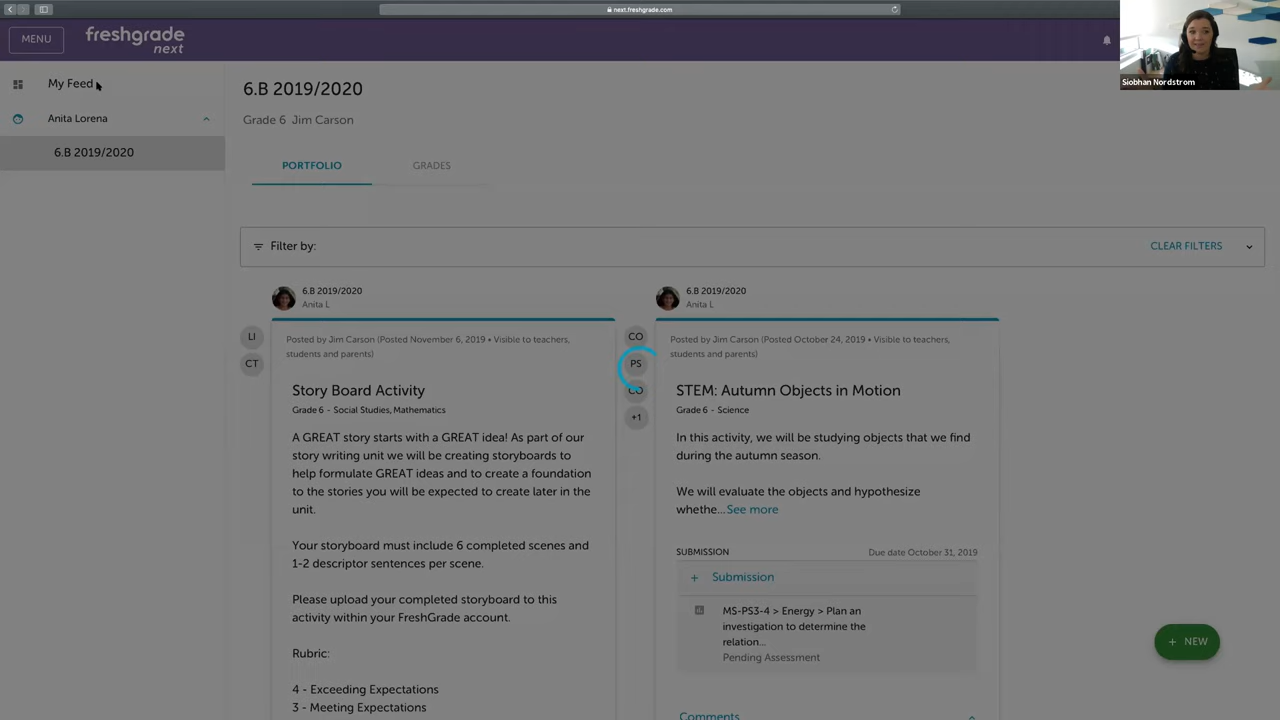 next.freshgrade.com
MENU
freshgrade
next
Siobhan Nordstrom
My Feed
Anita Lorena
6.B 2019/2020
6.B 2019/2020
Grade 6 Jim Carson
PORTFOLIO
GRADES
Filter by:
CLEAR FILTERS
6.B 2019/2020
Anita L
LI
CT
Posted by Jim Carson (Posted November 6, 2019 • Visible to teachers,
students and parents)
Story Board Activity
Grade 6 - Social Studies, Mathematics
A GREAT story starts with a GREAT idea! As part of our
story writing unit we will be creating storyboards to
help formulate GREAT ideas and to create a foundation
to the stories you will be expected to create later in the
unit.
Your storyboard must include 6 completed scenes and
1-2 descriptor sentences per scene.
Please upload your completed storyboard to this
activity within your FreshGrade account.
Rubric:
4 - Exceeding Expectations
3 - Meeting Expectations
6.B 2019/2020
Anita L
CO
PS
CO
+1
Posted by Jim Carson (Posted October 24, 2019 • Visible to teachers,
students and parents)
STEM: Autumn Objects in Motion
Grade 6 - Science
In this activity, we will be studying objects that we find
during the autumn season.
We will evaluate the objects and hypothesize
whethe...See more
SUBMISSION
Due date October 31, 2019
+ Submission
MS-PS3-4 > Energy > Plan an
investigation to determine the
relation...
Pending Assessment
Comments
+ NEW